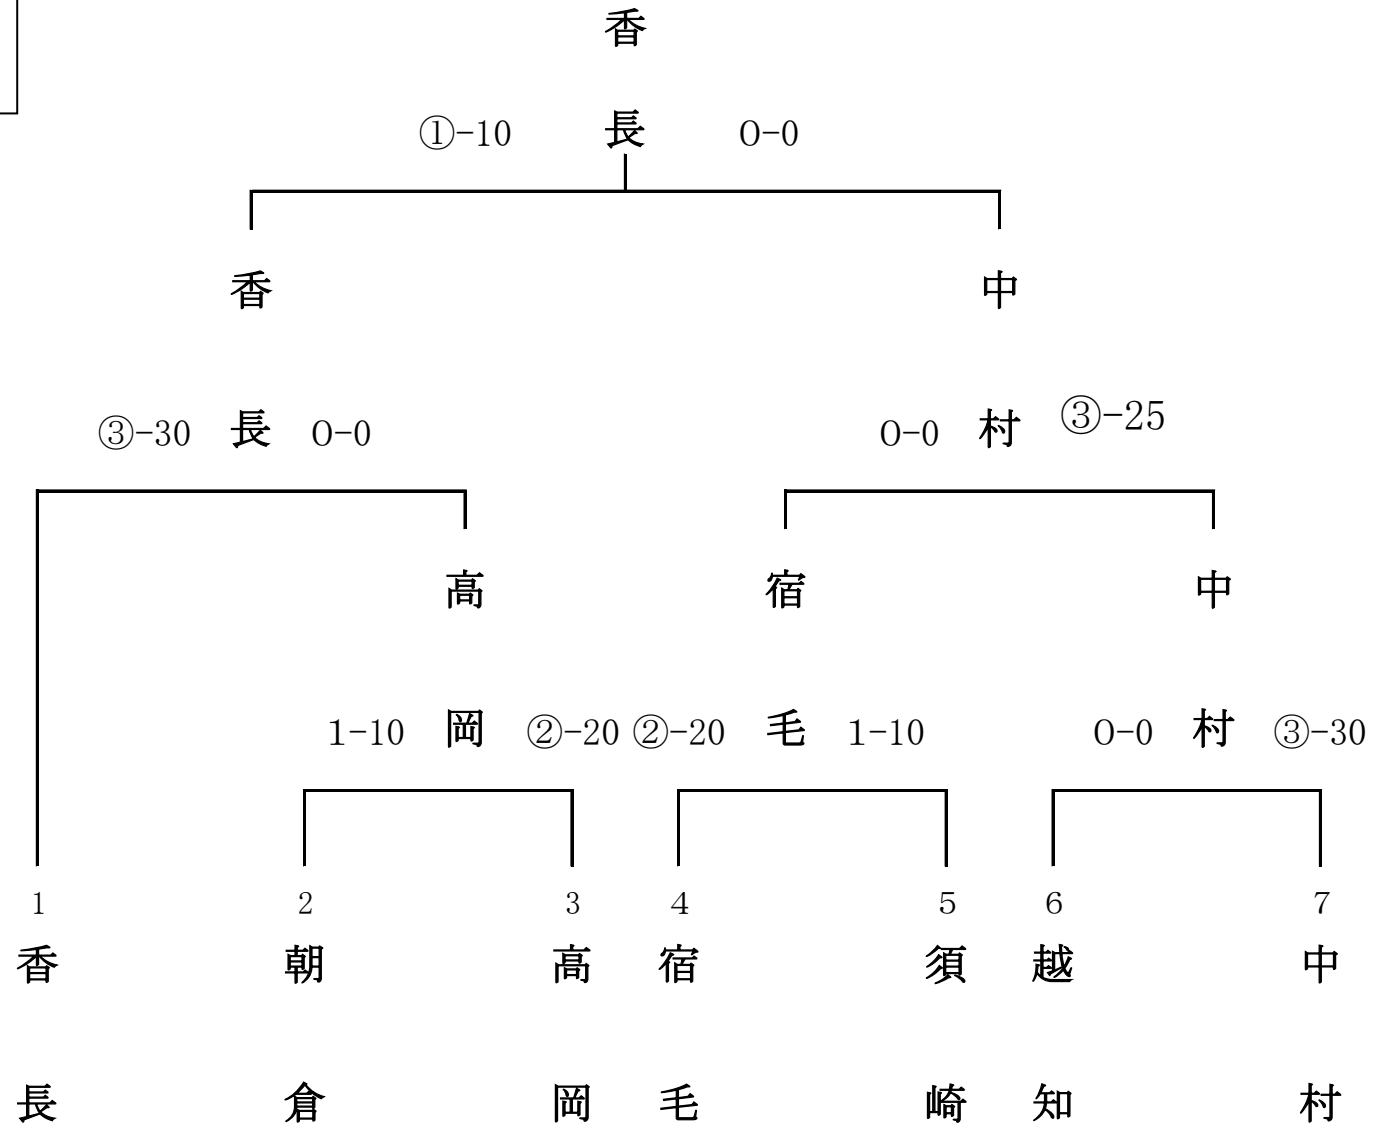 香
①-10 長 0-0
香 中
③-30 長 0-0 0-0 村 ③-25
高 宿 中
1-10 岡 ②-20 ②-20 毛 1-10 0-0 村 ③-30
1 2 3 4 5 6 7
香 朝 高 宿 須 越 中
長 倉 岡 毛 崎 知 村